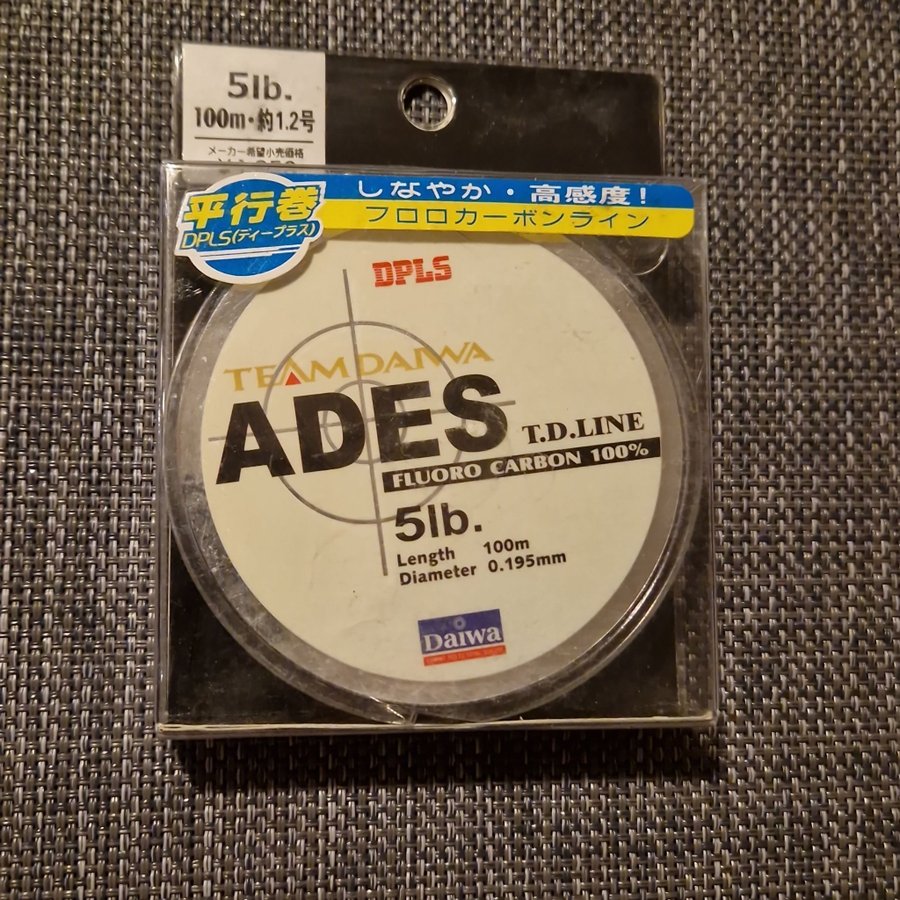 5lb.
100m・約1.2号
メーカー希望小売価格
平行巻
DPLS(ディープラス)
しなやか・高感度!
フロロカーボンライン
DPLS
TEAM DAIWA
ADES
T.D.LINE
FLUORO CARBON 100%
5lb.
Length 100m
Diameter 0.195mm
Daiwa